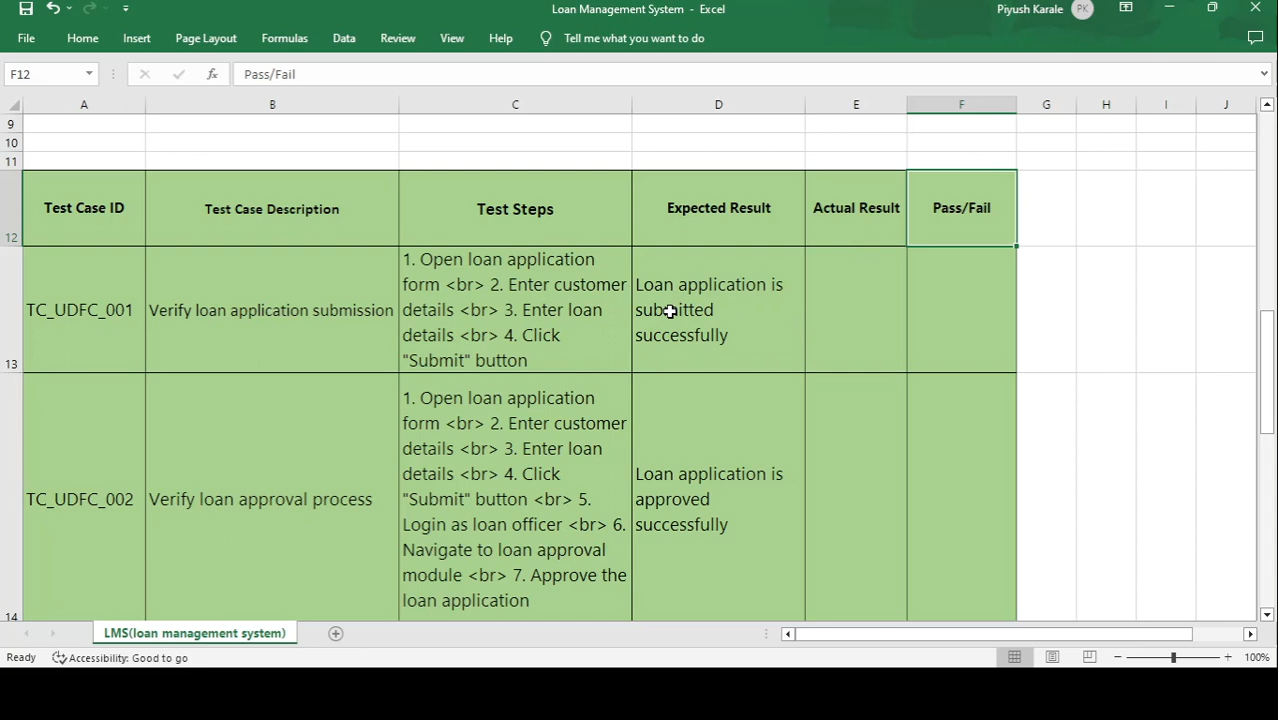 Loan Management System - Excel
Piyush Karale PK
File Home Insert Page Layout Formulas Data Review View Help Tell me what you want to do
F12 fx Pass/Fail
A B C D E F G H I J
9
10
11
12
Test Case ID
Test Case Description
Test Steps
Expected Result
Actual Result
Pass/Fail
13
TC_UDFC_001
Verify loan application submission
1. Open loan application
form <br> 2. Enter customer
details <br> 3. Enter loan
details <br> 4. Click
"Submit" button
Loan application is
submitted
successfully
14
TC_UDFC_002
Verify loan approval process
1. Open loan application
form <br> 2. Enter customer
details <br> 3. Enter loan
details <br> 4. Click
"Submit" button <br> 5.
Login as loan officer <br> 6.
Navigate to loan approval
module <br> 7. Approve the
loan application
Loan application is
approved
successfully
LMS(loan management system)
Ready Accessibility: Good to go 100%